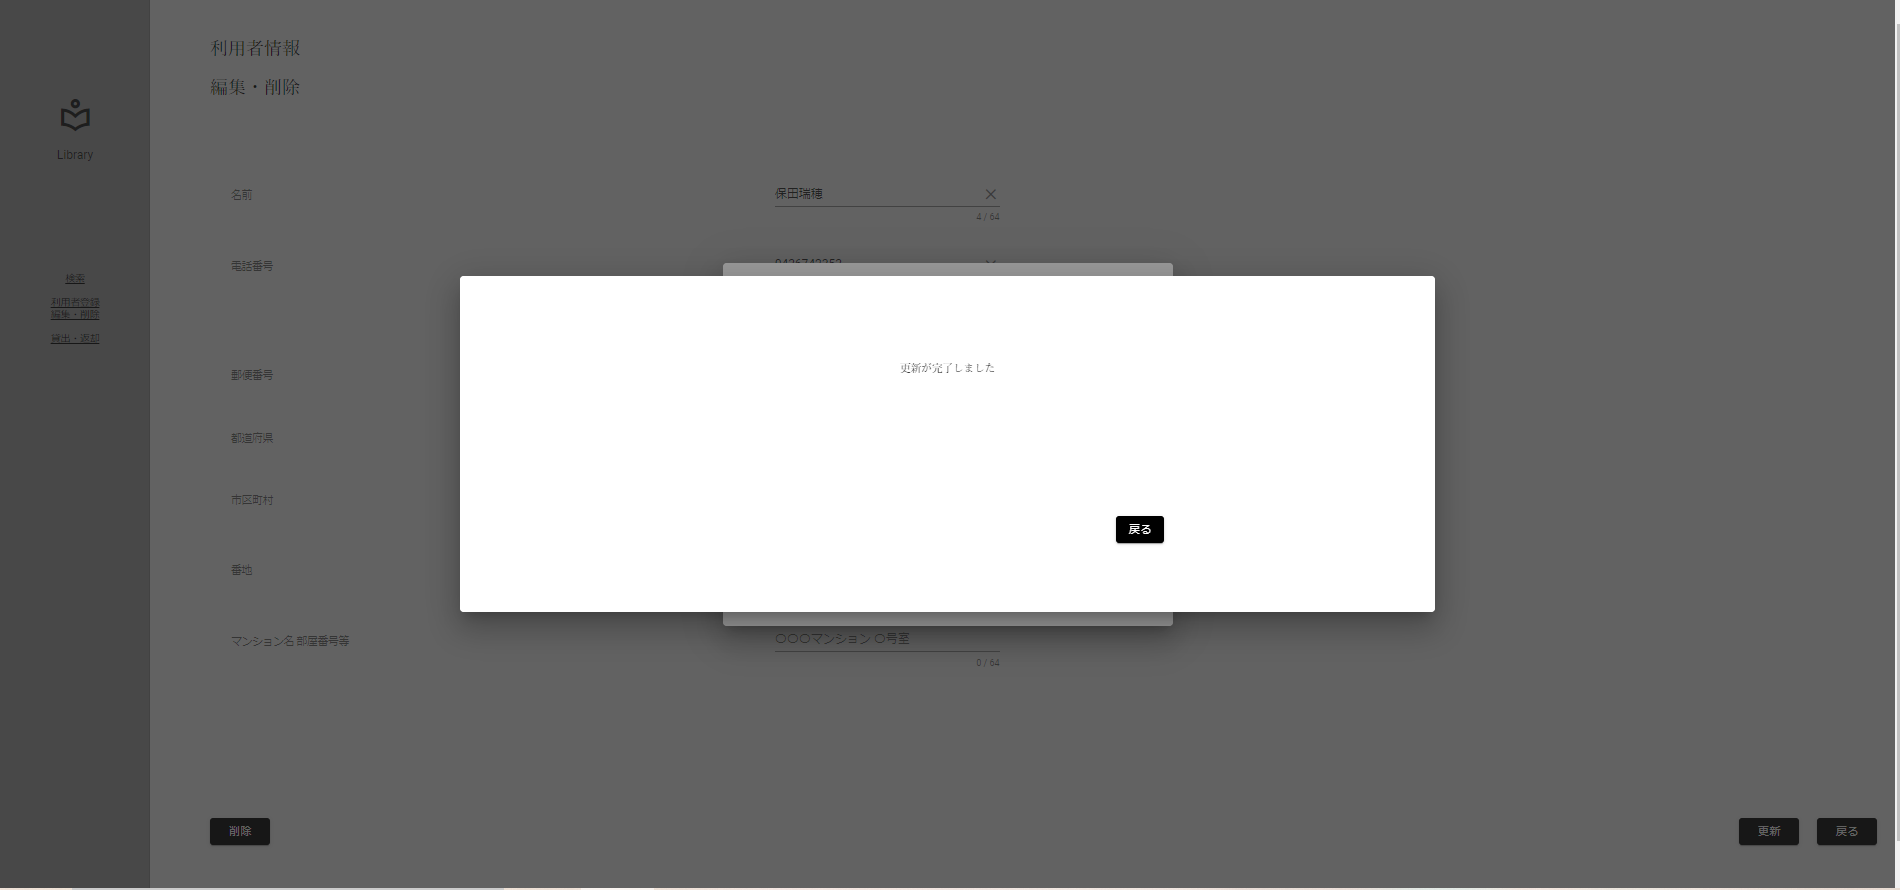 利用者情報
編集・削除
Library
検索
利用者登録
編集・削除
貸出・返却
名前
保田瑞穂
4 / 64
電話番号
郵便番号
都道府県
市区町村
番地
マンション名 部屋番号等
〇〇〇マンション 〇号室
0 / 64
更新が完了しました
戻る
削除
更新
戻る